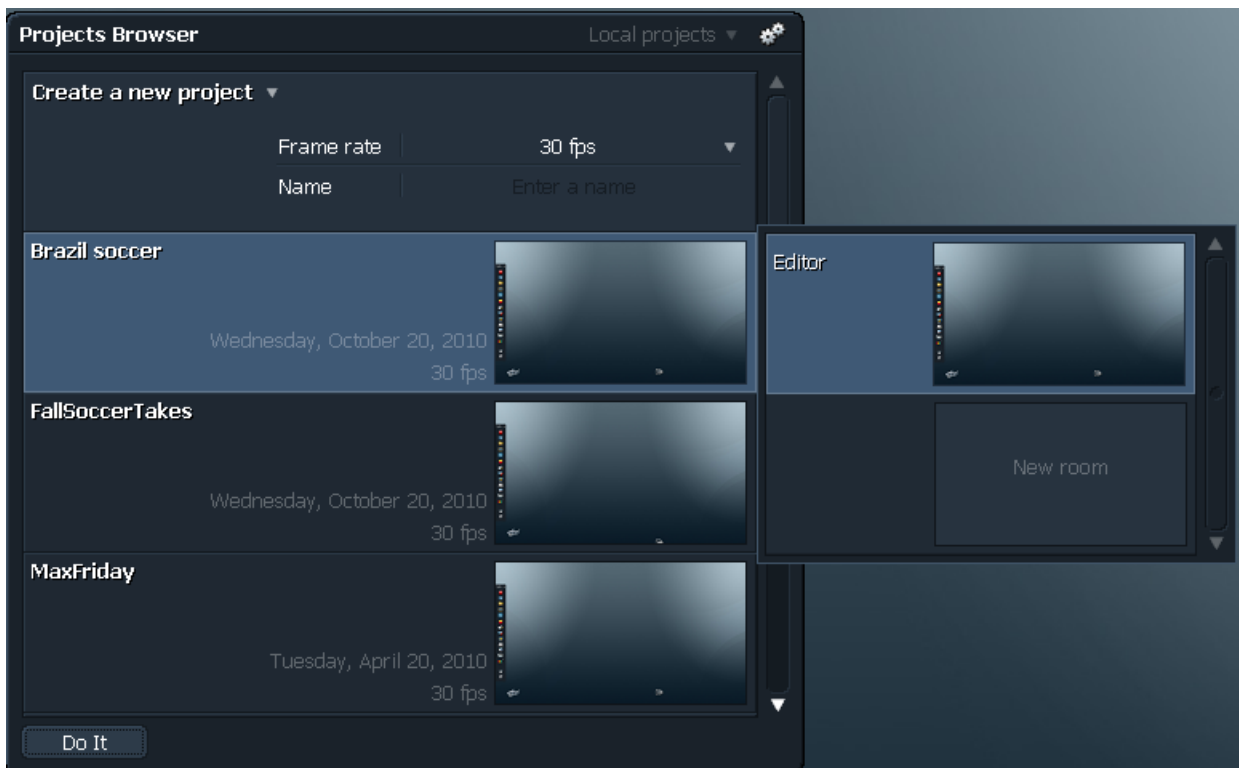 Projects Browser
Local projects
Create a new project
Frame rate 30 fps
Name Enter a name
Brazil soccer
Wednesday, October 20, 2010
30 fps
Editor
New room
FallSoccerTakes
Wednesday, October 20, 2010
30 fps
MaxFriday
Tuesday, April 20, 2010
30 fps
Do It